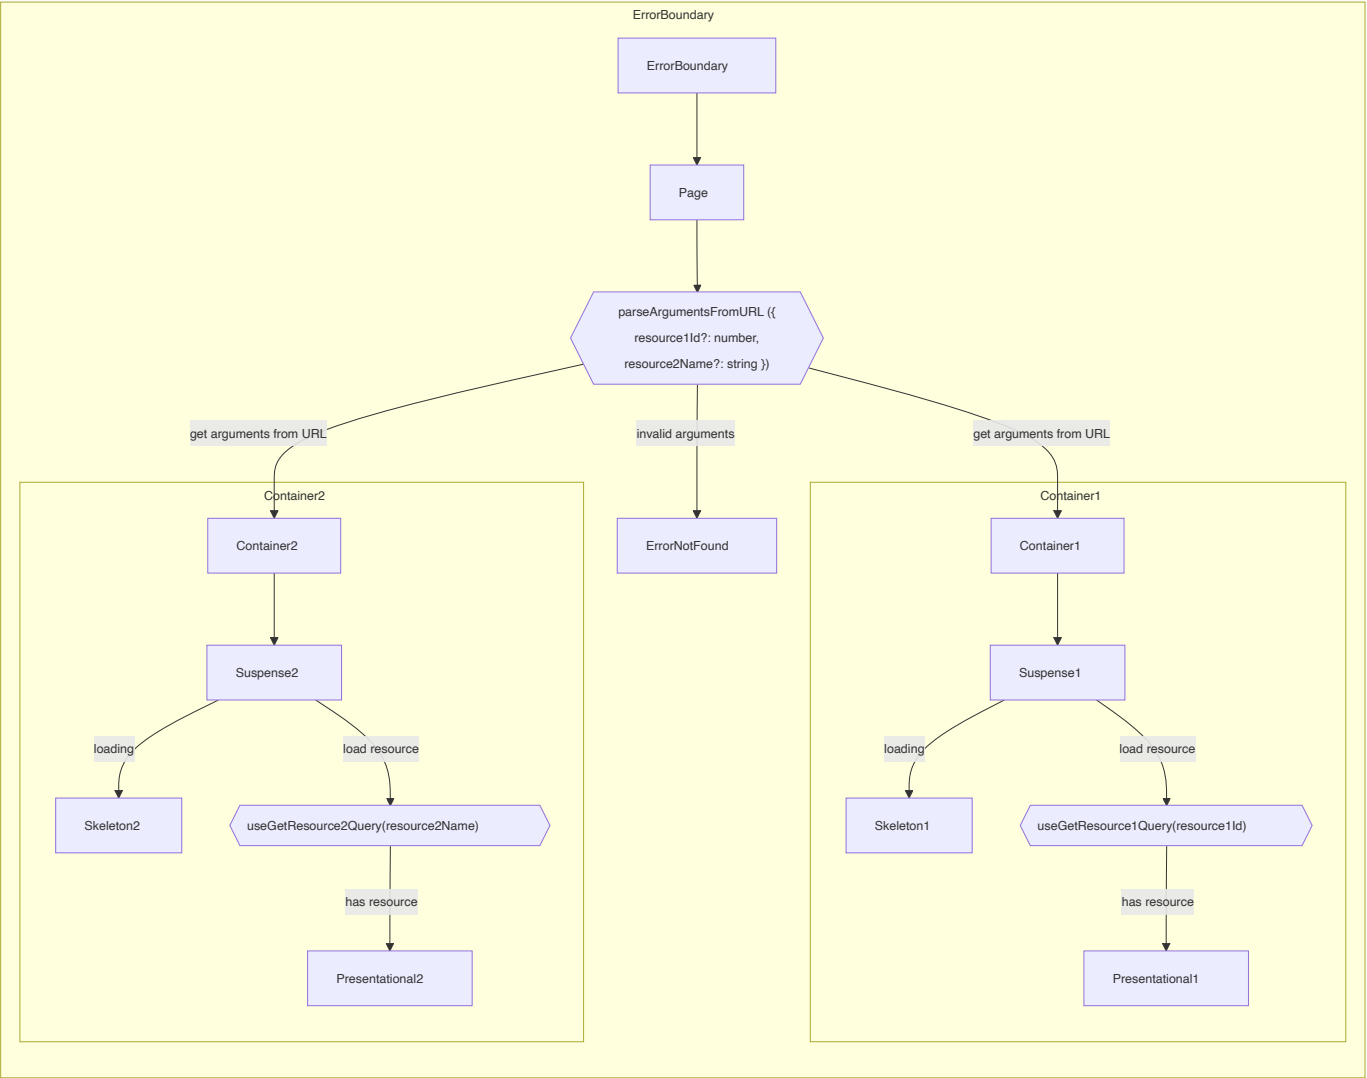 ErrorBoundary
ErrorBoundary
Page
parseArgumentsFromURL ({
resource1Id?: number,
resource2Name?: string })
get arguments from URL
invalid arguments
get arguments from URL
Container2
Container1
Container2
ErrorNotFound
Container1
Suspense2
Suspense1
loading
load resource
loading
load resource
Skeleton2
useGetResource2Query(resource2Name)
Skeleton1
useGetResource1Query(resource1Id)
has resource
has resource
Presentational2
Presentational1